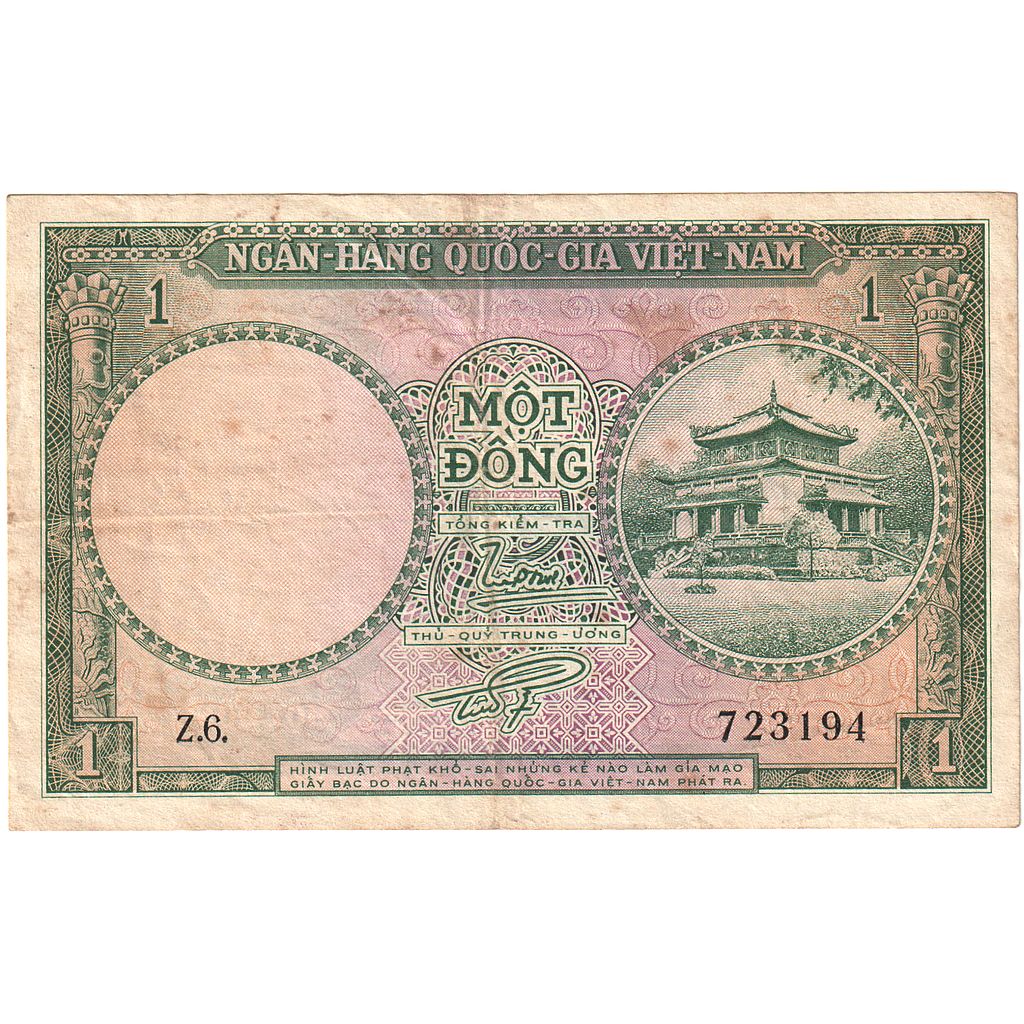 NGÂN-HÀNG QUỐC-GIA VIỆT-NAM
1 1
MỘT
ĐỒNG
TỔNG KIỂM-TRA
THỦ-QUỸ TRUNG-ƯƠNG
Z.6. 723194
1 1
HÌNH LUẬT PHẠT KHỔ-SAI NHỮNG KẺ NÀO LÀM GIẢ MẠO
GIẤY BẠC DO NGÂN-HÀNG QUỐC-GIA VIỆT-NAM PHÁT RA